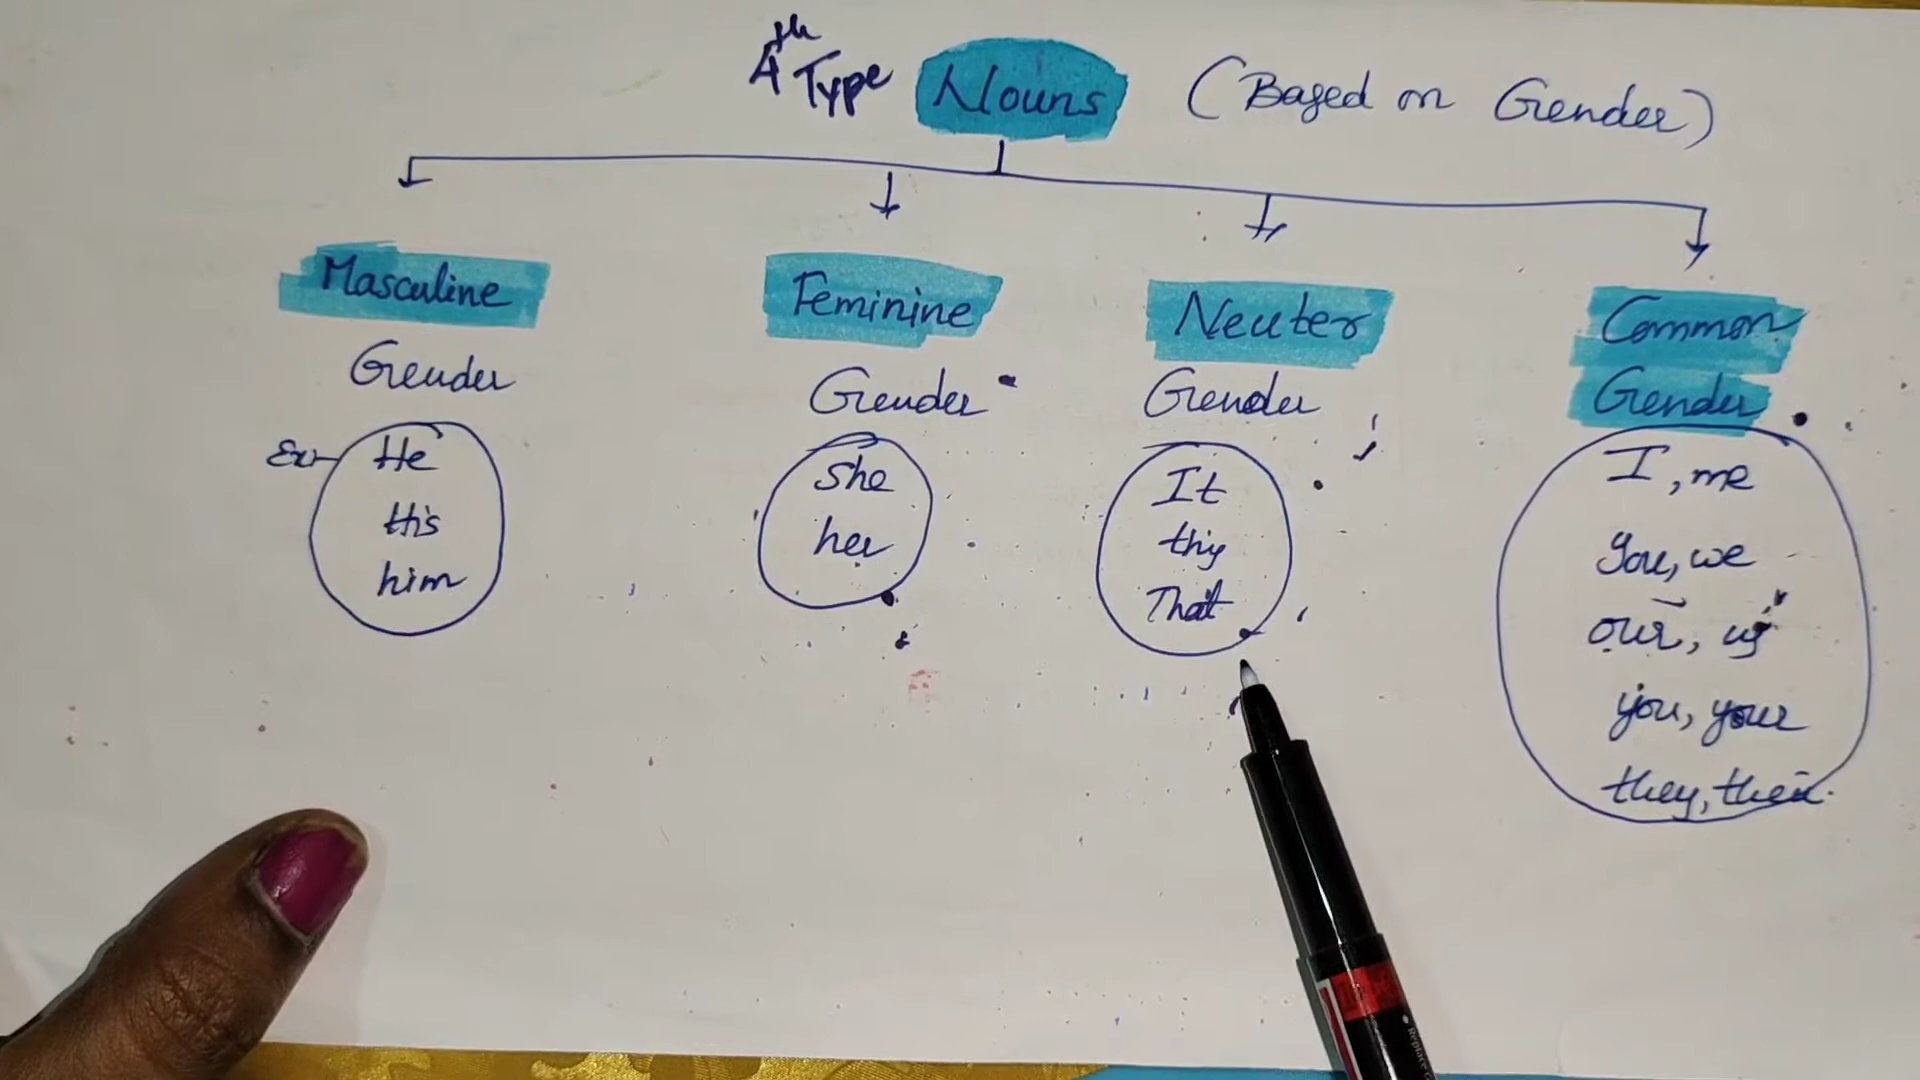 4th Type Nouns (Based on Gender)
Masculine
Gender
Ex- He
His
him
Feminine
Gender
She
her
Neuter
Gender
It
this
That
Common
Gender
I, me
You, we
our, us
you, your
they, their
Replace